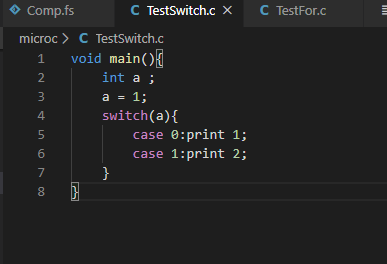 Comp.fs TestSwitch.c × C TestFor.c
microc > C TestSwitch.c
1 void main(){
2 int a ;
3 a = 1;
4 switch(a){
5 case 0:print 1;
6 case 1:print 2;
7 }
8 }